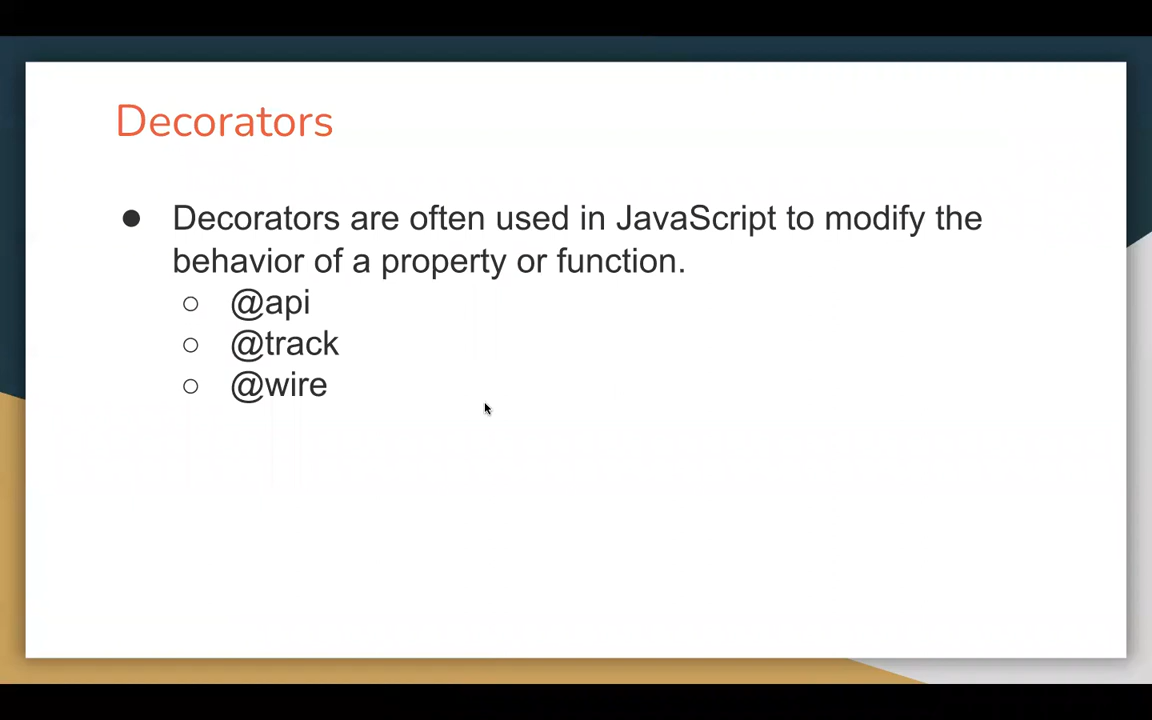 Decorators
● Decorators are often used in JavaScript to modify the
behavior of a property or function.
○ @api
○ @track
○ @wire